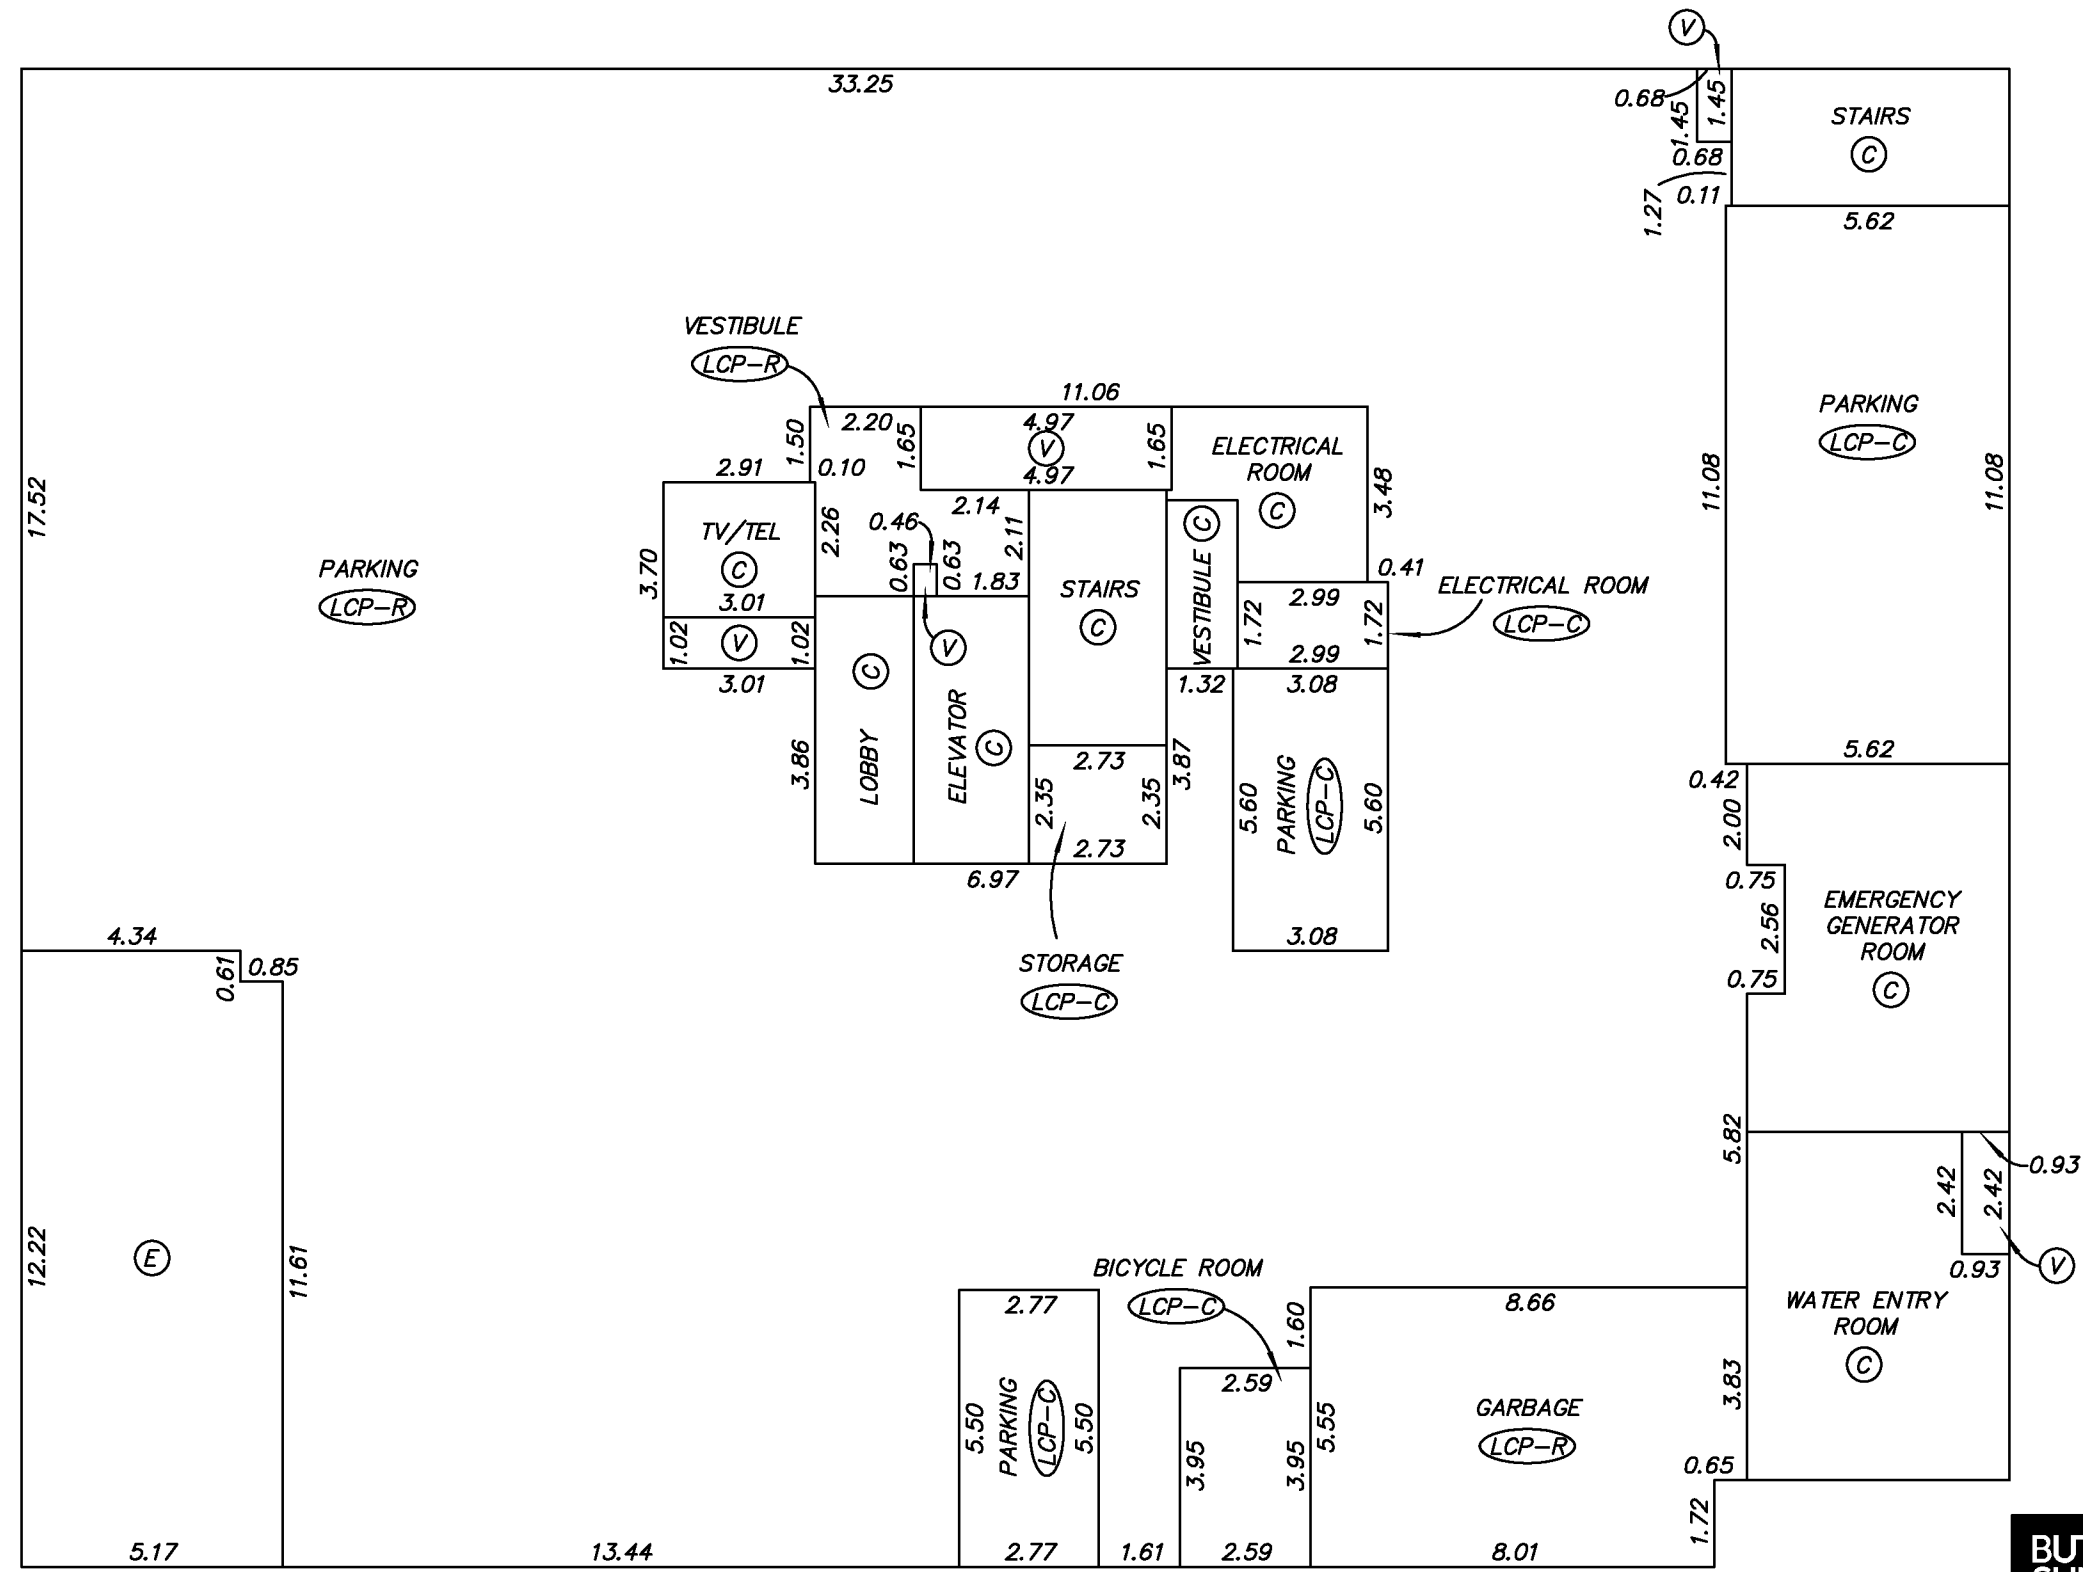 V
33.25
0.68
1.45
1.45
STAIRS
C
0.68
0.11
1.27
5.62
VESTIBULE
LCP-R
11.06
2.20
4.97
V
4.97
1.50
1.65
1.65
ELECTRICAL
ROOM
C
PARKING
LCP-C
2.91
0.10
17.52
TV/TEL
C
2.26
0.46
2.14
2.11
3.48
11.08
11.08
PARKING
LCP-R
3.70
3.01
0.63
0.63
1.83
STAIRS
C
VESTIBULE
C
0.41
ELECTRICAL ROOM
LCP-C
2.99
1.72
1.72
2.99
1.02
V
1.02
3.01
V
LOBBY
C
ELEVATOR
C
1.32
3.08
3.86
2.73
2.35
2.35
2.73
3.87
5.60
PARKING
LCP-C
5.60
5.62
0.42
2.00
6.97
0.75
3.08
STORAGE
LCP-C
2.56
EMERGENCY
GENERATOR
ROOM
C
0.75
4.34
0.61
0.85
5.82
0.93
2.42
2.42
0.93
V
12.22
E
11.61
BICYCLE ROOM
LCP-C
2.77
1.60
8.66
WATER ENTRY
ROOM
C
2.59
3.83
5.50
PARKING
LCP-C
5.50
3.95
3.95
5.55
GARBAGE
LCP-R
0.65
1.72
5.17
13.44
2.77
1.61
2.59
8.01